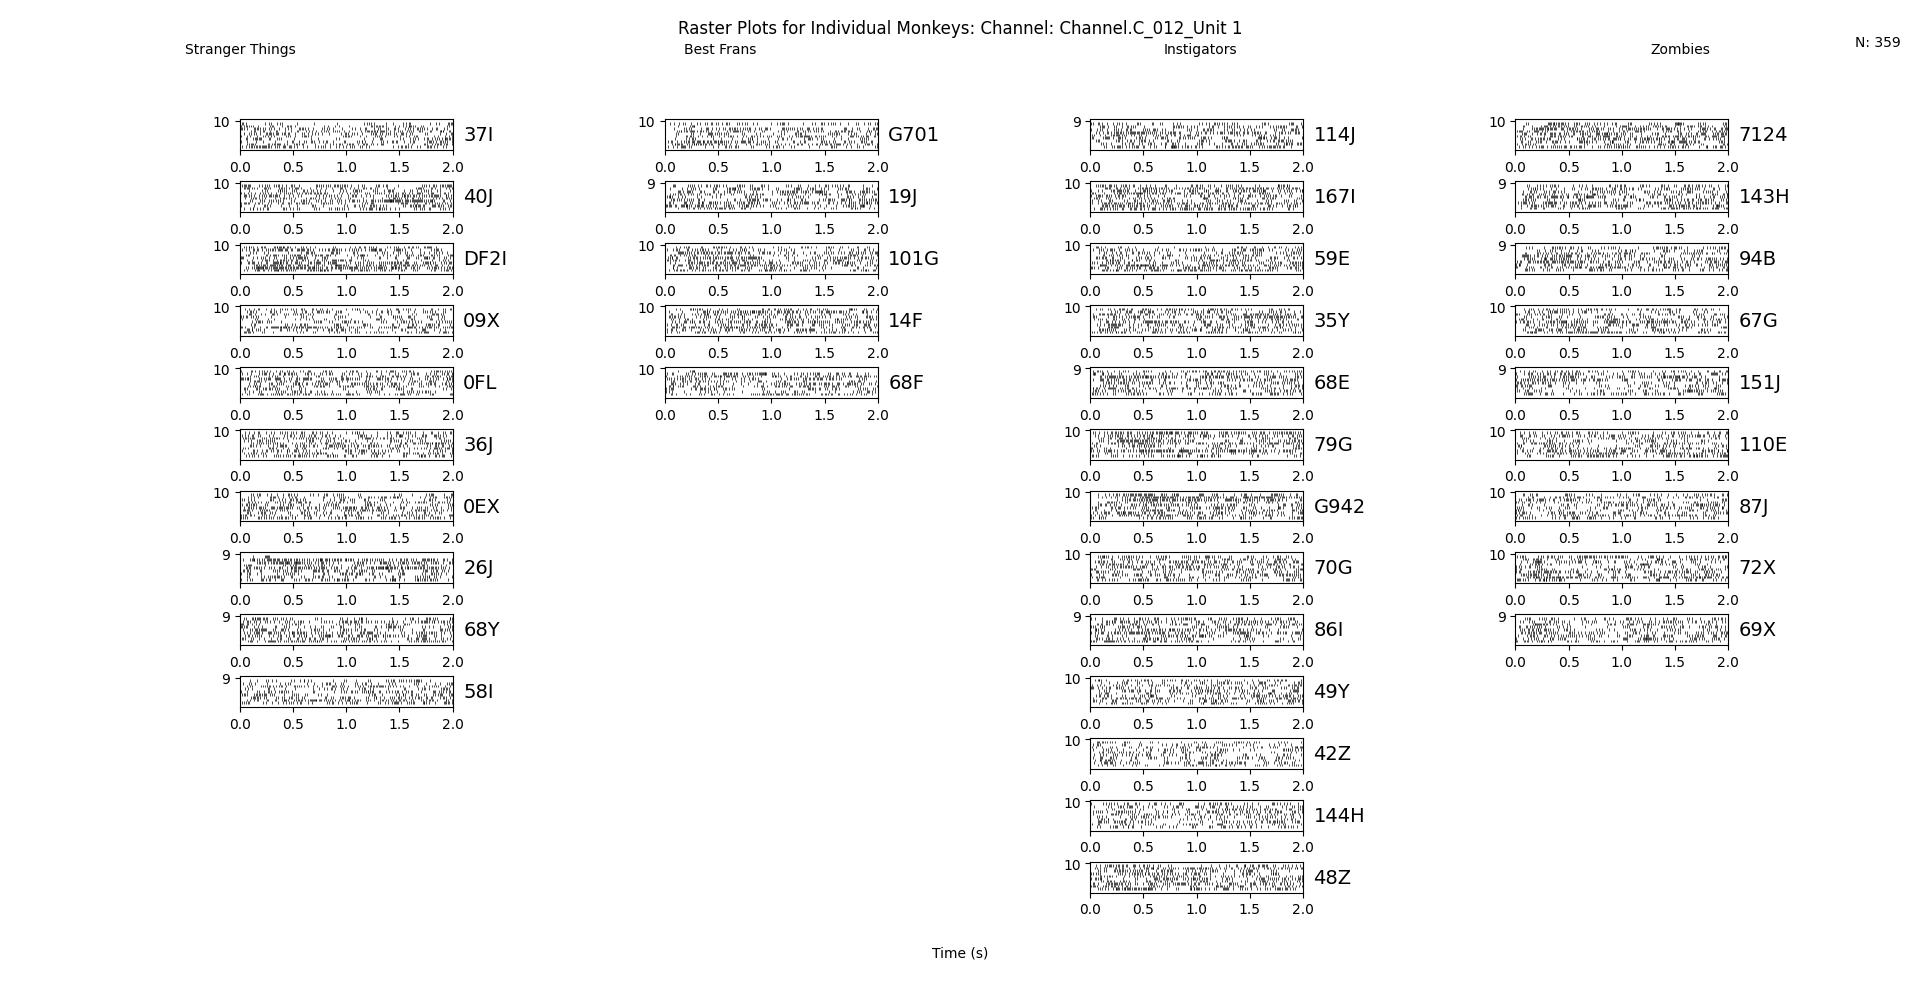 Raster Plots for Individual Monkeys: Channel: Channel.C_012_Unit 1
Stranger Things Best Frans Instigators Zombies N: 359
10 37I 10 G701 9 114J 10 7124
0.0 0.5 1.0 1.5 2.0 0.0 0.5 1.0 1.5 2.0 0.0 0.5 1.0 1.5 2.0 0.0 0.5 1.0 1.5 2.0
10 40J 9 19J 10 167I 9 143H
0.0 0.5 1.0 1.5 2.0 0.0 0.5 1.0 1.5 2.0 0.0 0.5 1.0 1.5 2.0 0.0 0.5 1.0 1.5 2.0
10 DF2I 10 101G 10 59E 9 94B
0.0 0.5 1.0 1.5 2.0 0.0 0.5 1.0 1.5 2.0 0.0 0.5 1.0 1.5 2.0 0.0 0.5 1.0 1.5 2.0
10 09X 10 14F 10 35Y 10 67G
0.0 0.5 1.0 1.5 2.0 0.0 0.5 1.0 1.5 2.0 0.0 0.5 1.0 1.5 2.0 0.0 0.5 1.0 1.5 2.0
10 0FL 10 68F 9 68E 9 151J
0.0 0.5 1.0 1.5 2.0 0.0 0.5 1.0 1.5 2.0 0.0 0.5 1.0 1.5 2.0 0.0 0.5 1.0 1.5 2.0
10 36J 10 79G 10 110E
0.0 0.5 1.0 1.5 2.0 0.0 0.5 1.0 1.5 2.0 0.0 0.5 1.0 1.5 2.0
10 0EX 10 G942 10 87J
0.0 0.5 1.0 1.5 2.0 0.0 0.5 1.0 1.5 2.0 0.0 0.5 1.0 1.5 2.0
9 26J 10 70G 10 72X
0.0 0.5 1.0 1.5 2.0 0.0 0.5 1.0 1.5 2.0 0.0 0.5 1.0 1.5 2.0
9 68Y 9 86I 9 69X
0.0 0.5 1.0 1.5 2.0 0.0 0.5 1.0 1.5 2.0 0.0 0.5 1.0 1.5 2.0
9 58I 10 49Y
0.0 0.5 1.0 1.5 2.0 0.0 0.5 1.0 1.5 2.0
10 42Z
0.0 0.5 1.0 1.5 2.0
10 144H
0.0 0.5 1.0 1.5 2.0
10 48Z
0.0 0.5 1.0 1.5 2.0
Time (s)